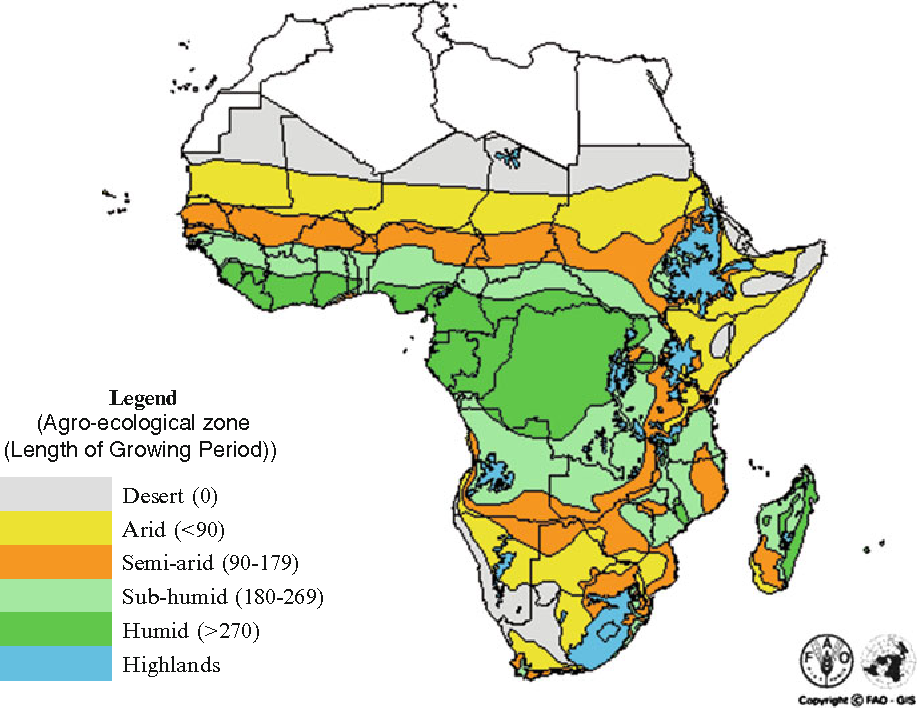 Legend
(Agro-ecological zone
(Length of Growing Period))
Desert (0)
Arid (<90)
Semi-arid (90-179)
Sub-humid (180-269)
Humid (>270)
Highlands
F A O
Copyright © FAO - GIS